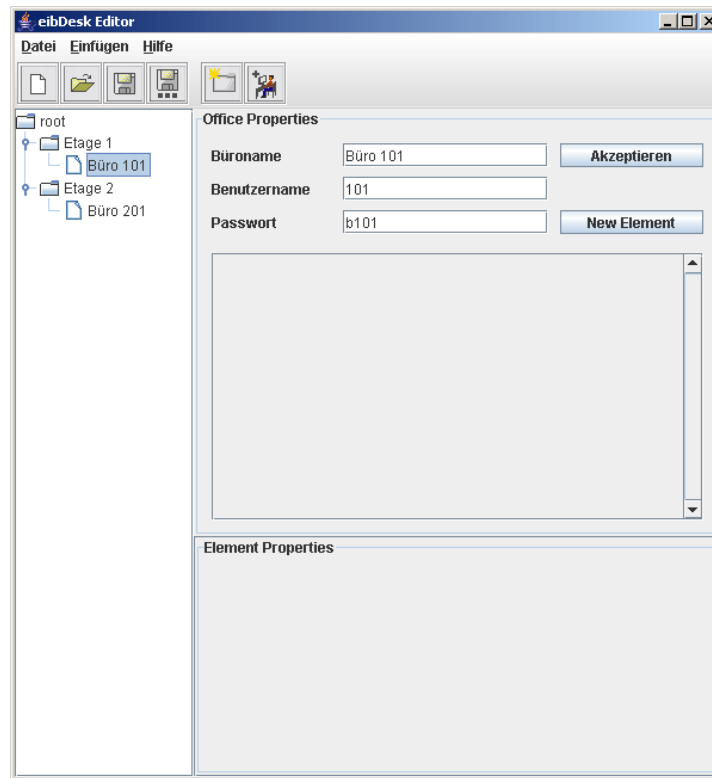 eibDesk Editor
Datei Einfügen Hilfe
root
Etage 1
Büro 101
Etage 2
Büro 201
Office Properties
Büroname Büro 101 Akzeptieren
Benutzername 101
Passwort b101 New Element
Element Properties